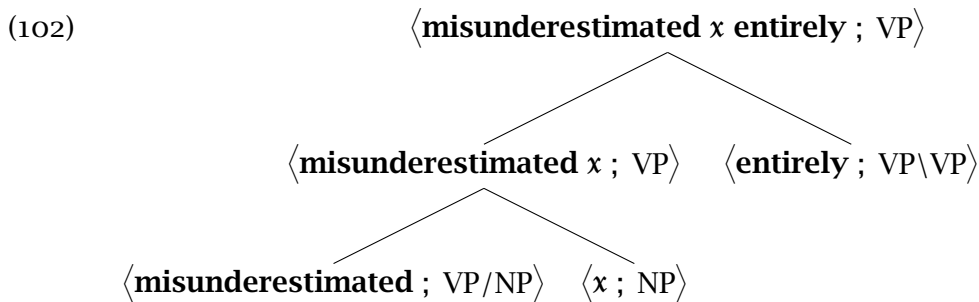 (102) ⟨misunderestimated x entirely ; VP⟩
⟨misunderestimated x ; VP⟩ ⟨entirely ; VP\VP⟩
⟨misunderestimated ; VP/NP⟩ ⟨x ; NP⟩